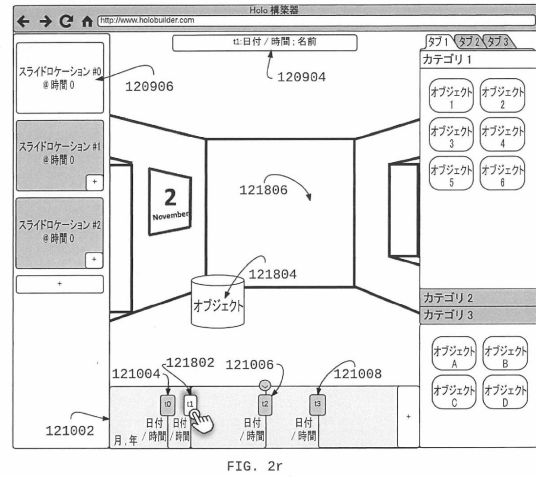 Holo 構築器
http://www.holobuilder.com
t1:日付 / 時間 ; 名前
タブ 1
タブ 2
タブ 3
カテゴリ 1
スライドロケーション #0
@ 時間 0
120906
120904
オブジェクト
1
オブジェクト
2
オブジェクト
3
オブジェクト
4
オブジェクト
5
オブジェクト
6
スライドロケーション #1
@ 時間 0
+
スライドロケーション #2
@ 時間 0
+
+
2
November
121806
121804
オブジェクト
カテゴリ 2
カテゴリ 3
オブジェクト
A
オブジェクト
B
オブジェクト
C
オブジェクト
D
121004
121802
121006
121008
121002
t0
t1
t2
t3
+
月,年
日付
/ 時間
日付
/ 時間
日付
/ 時間
日付
/ 時間
FIG. 2r